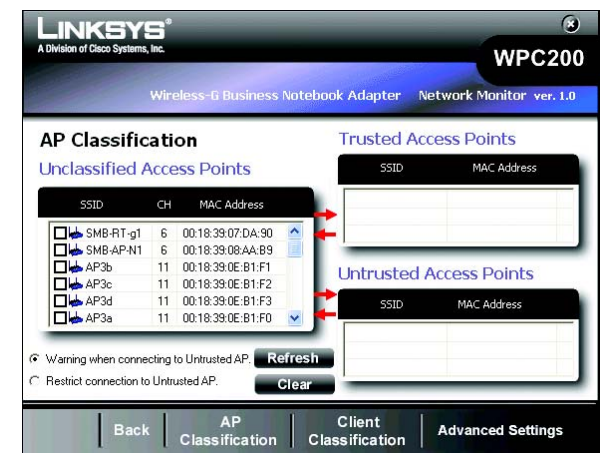 LINKSYS®
A Division of Cisco Systems, Inc.
WPC200
Wireless-G Business Notebook Adapter Network Monitor ver. 1.0
AP Classification
Unclassified Access Points
SSID CH MAC Address
SMB-RT-g1 6 00:18:39:07:DA:90
SMB-AP-N1 6 00:18:39:08:AA:B9
AP3b 11 00:18:39:0E:B1:F1
AP3c 11 00:18:39:0E:B1:F2
AP3d 11 00:18:39:0E:B1:F3
AP3a 11 00:18:39:0E:B1:F0
Warning when connecting to Untrusted AP. Refresh
Restrict connection to Untrusted AP. Clear
Trusted Access Points
SSID MAC Address
Untrusted Access Points
SSID MAC Address
Back
AP Classification
Client Classification
Advanced Settings